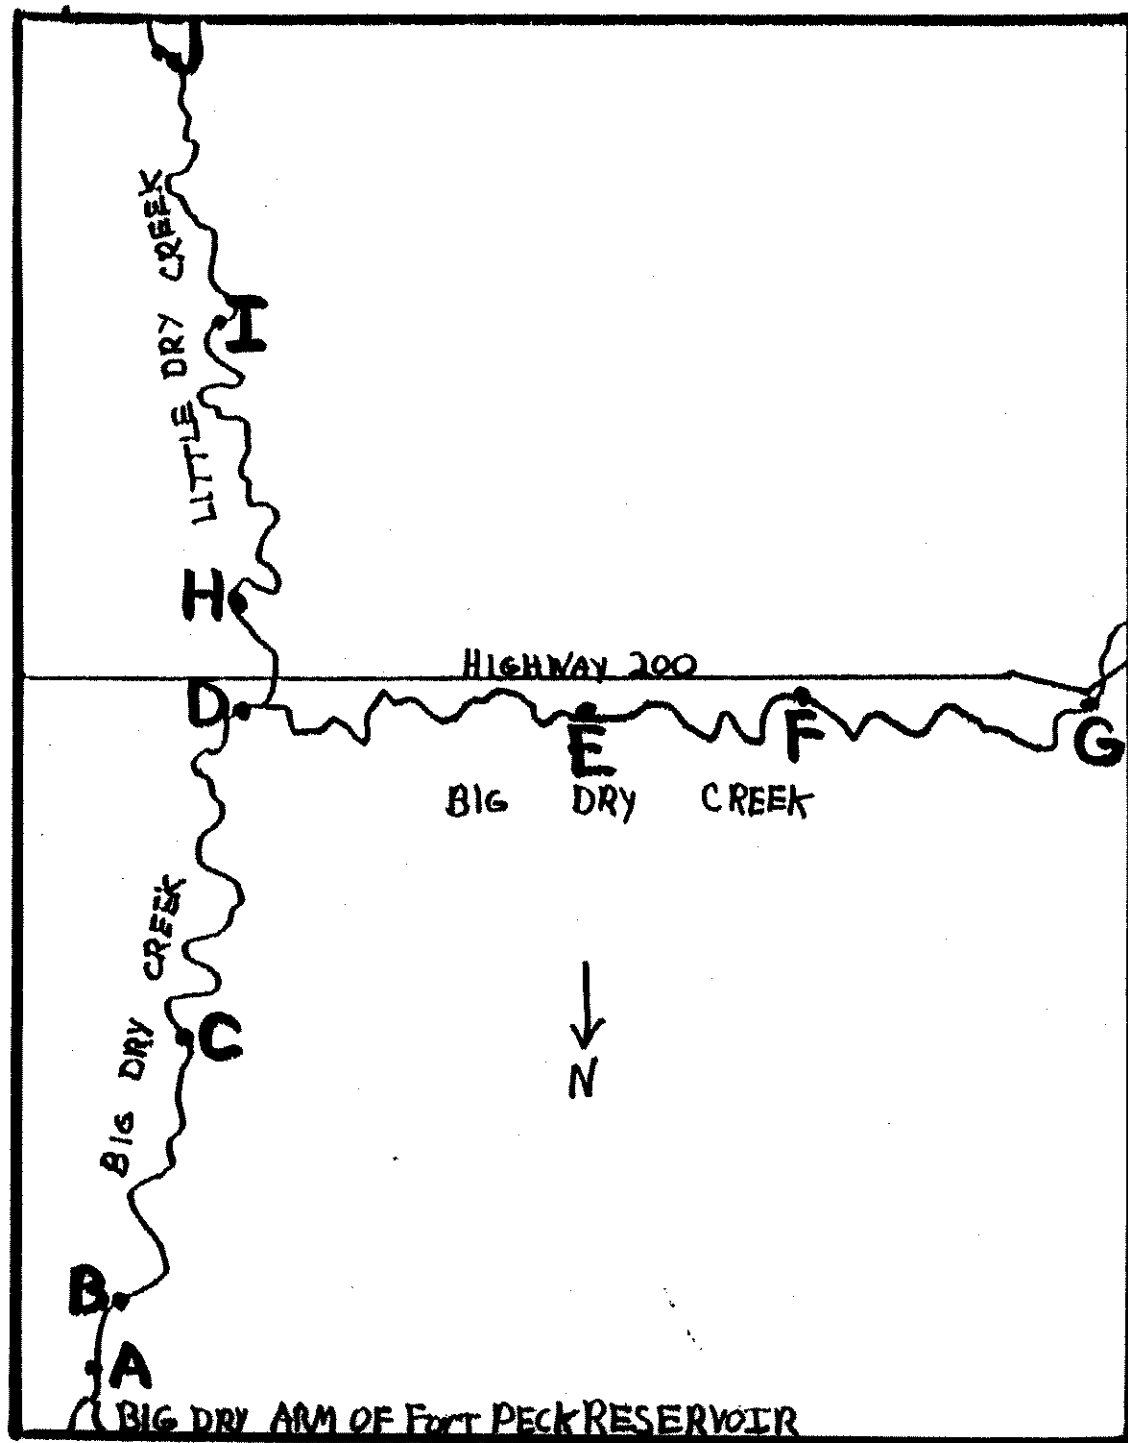 J
LITTLE DRY CREEK
I
H
HIGHWAY 200
D
E
F
G
BIG DRY CREEK
BIG DRY CREEK
C
N
B
A
BIG DRY ARM OF FORT PECK RESERVOIR